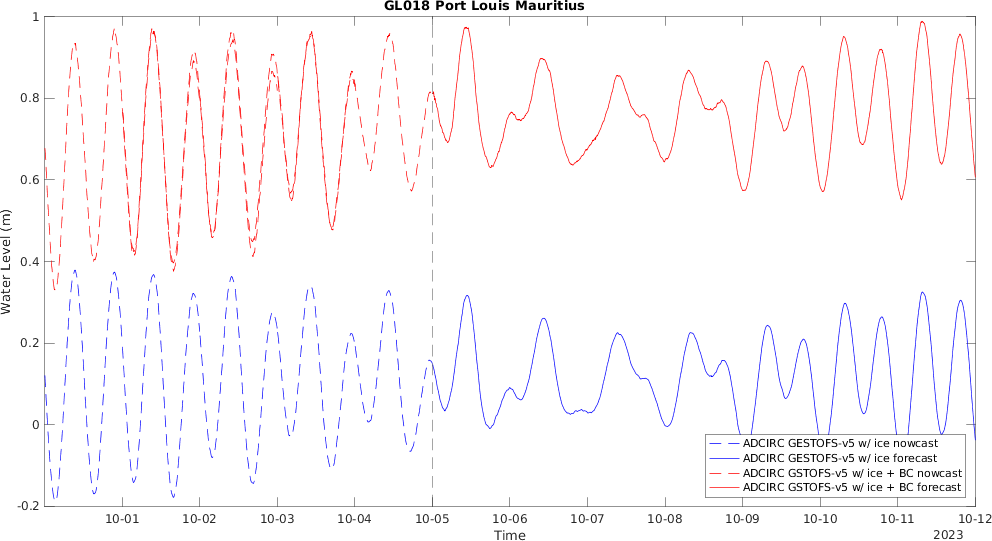 GL018 Port Louis Mauritius
Water Level (m)
1
0.8
0.6
0.4
0.2
0
-0.2
ADCIRC GESTOFS-v5 w/ ice nowcast
ADCIRC GESTOFS-v5 w/ ice forecast
ADCIRC GSTOFS-v5 w/ ice + BC nowcast
ADCIRC GSTOFS-v5 w/ ice + BC forecast
10-01 10-02 10-03 10-04 10-05 10-06 10-07 10-08 10-09 10-10 10-11 10-12
Time
2023